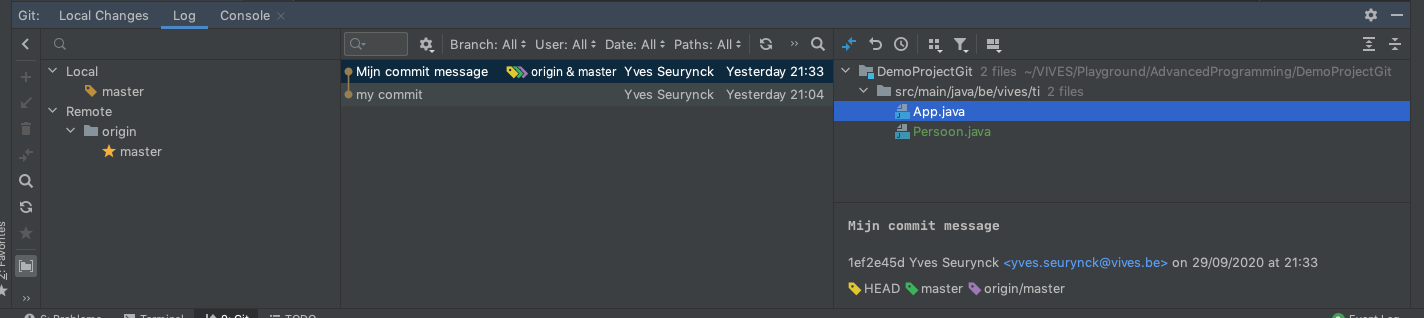 Git: Local Changes Log Console
Branch: All User: All Date: All Paths: All
Local
master
Remote
origin
master
Mijn commit message origin & master Yves Seurynck Yesterday 21:33
my commit Yves Seurynck Yesterday 21:04
DemoProjectGit 2 files ~/VIVES/Playground/AdvancedProgramming/DemoProjectGit
src/main/java/be/vives/ti 2 files
App.java
Persoon.java
Mijn commit message
1ef2e45d Yves Seurynck <yves.seurynck@vives.be> on 29/09/2020 at 21:33
HEAD master origin/master
2: Favorites
6: Problems Terminal 9: Git TODO Event Log